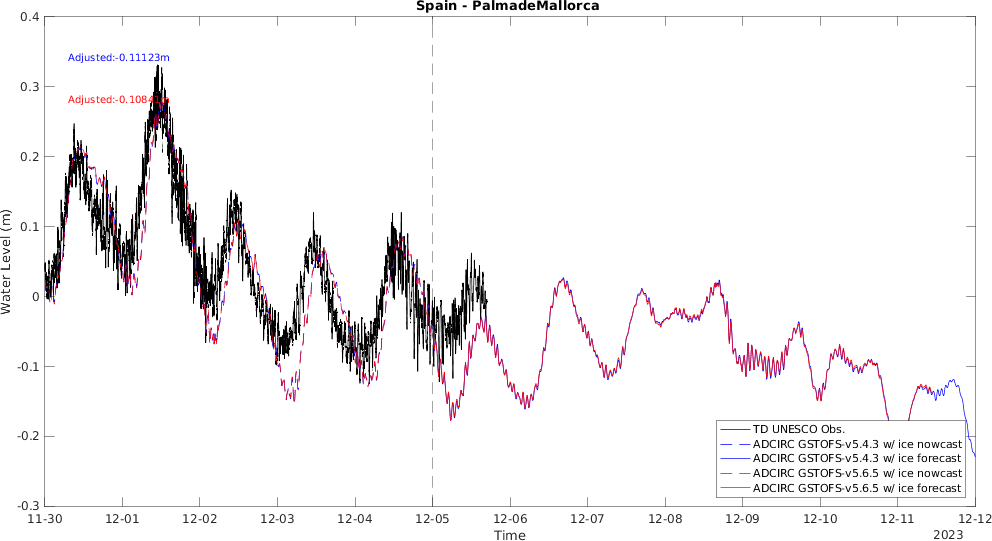 Spain - PalmadeMallorca
Adjusted:-0.11123m
Adjusted:-0.10841m
Water Level (m)
0.4
0.3
0.2
0.1
0
-0.1
-0.2
-0.3
TD UNESCO Obs.
ADCIRC GSTOFS-v5.4.3 w/ ice nowcast
ADCIRC GSTOFS-v5.4.3 w/ ice forecast
ADCIRC GSTOFS-v5.6.5 w/ ice nowcast
ADCIRC GSTOFS-v5.6.5 w/ ice forecast
11-30 12-01 12-02 12-03 12-04 12-05 12-06 12-07 12-08 12-09 12-10 12-11 12-12
Time
2023